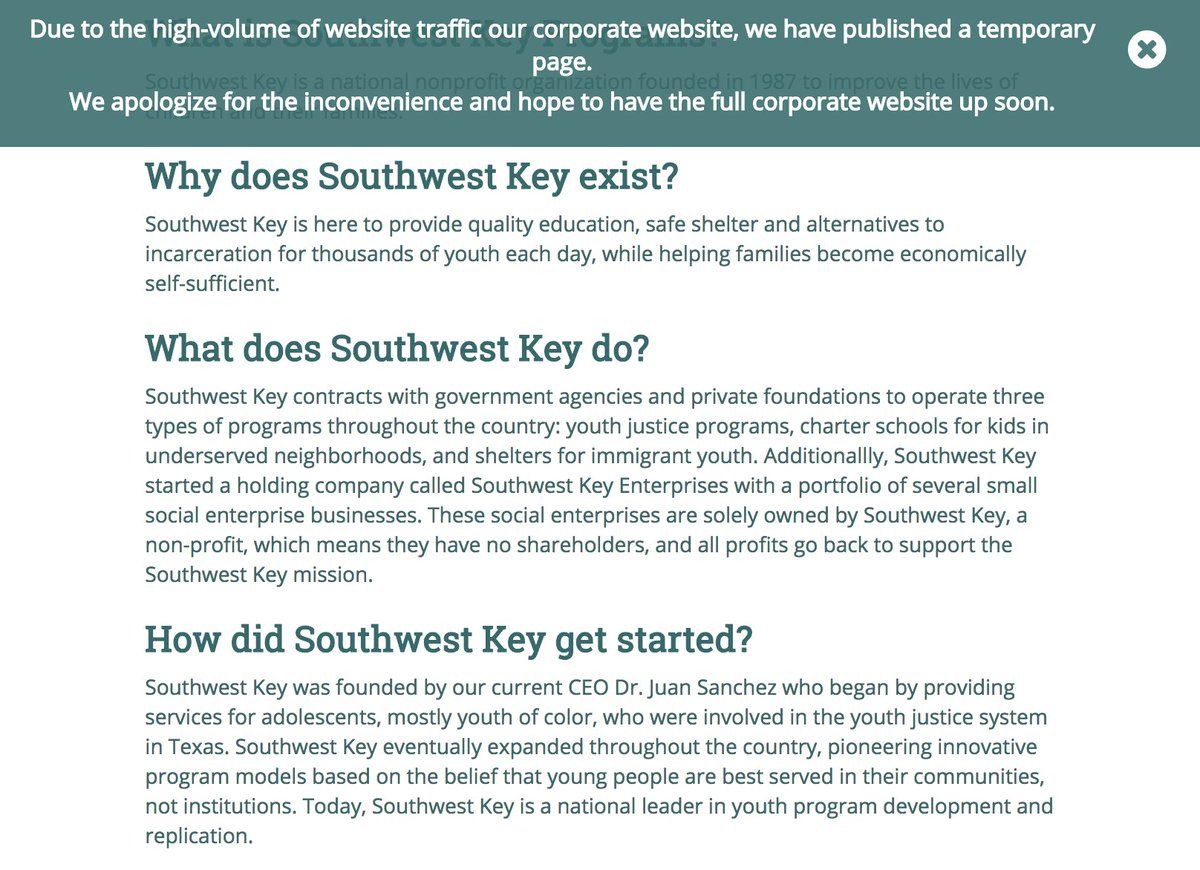 Due to the high-volume of website traffic our corporate website, we have published a temporary
page.
We apologize for the inconvenience and hope to have the full corporate website up soon.
What is Southwest Key Programs?
Southwest Key is a national nonprofit organization founded in 1987 to improve the lives of
children and their families.
Why does Southwest Key exist?
Southwest Key is here to provide quality education, safe shelter and alternatives to
incarceration for thousands of youth each day, while helping families become economically
self-sufficient.
What does Southwest Key do?
Southwest Key contracts with government agencies and private foundations to operate three
types of programs throughout the country: youth justice programs, charter schools for kids in
underserved neighborhoods, and shelters for immigrant youth. Additionallly, Southwest Key
started a holding company called Southwest Key Enterprises with a portfolio of several small
social enterprise businesses. These social enterprises are solely owned by Southwest Key, a
non-profit, which means they have no shareholders, and all profits go back to support the
Southwest Key mission.
How did Southwest Key get started?
Southwest Key was founded by our current CEO Dr. Juan Sanchez who began by providing
services for adolescents, mostly youth of color, who were involved in the youth justice system
in Texas. Southwest Key eventually expanded throughout the country, pioneering innovative
program models based on the belief that young people are best served in their communities,
not institutions. Today, Southwest Key is a national leader in youth program development and
replication.